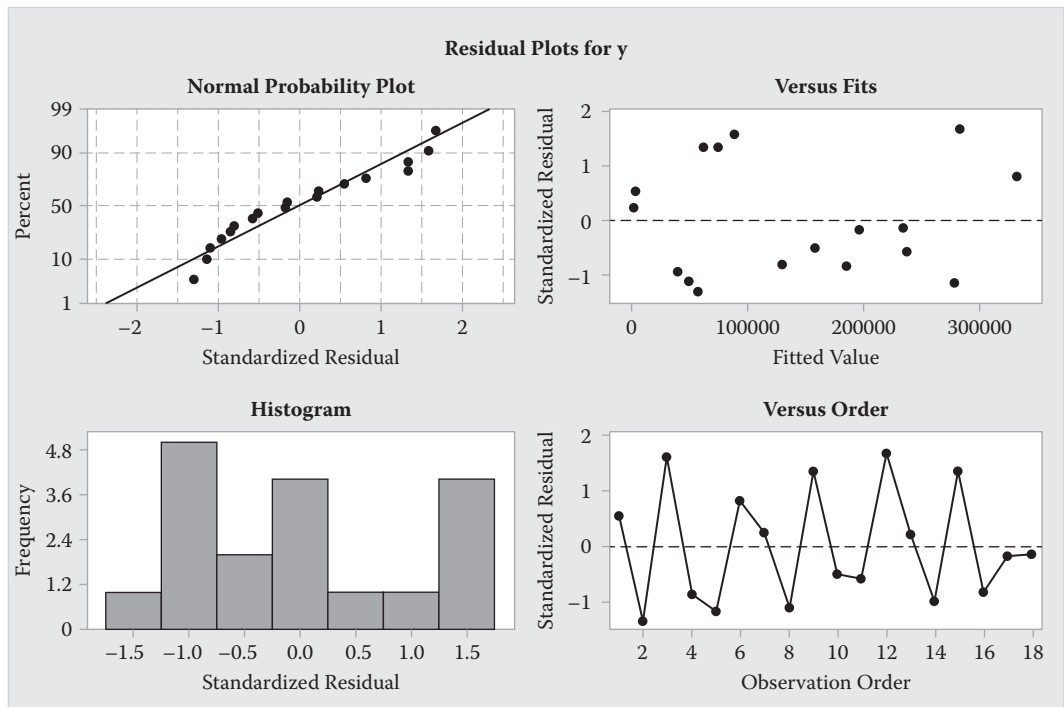 Residual Plots for y
Normal Probability Plot
99
90
50
10
1
Percent
−2 −1 0 1 2
Standardized Residual
Versus Fits
2
1
0
−1
Standardized Residual
0 100000 200000 300000
Fitted Value
Histogram
4.8
3.6
2.4
1.2
0
Frequency
−1.5 −1.0 −0.5 0.0 0.5 1.0 1.5
Standardized Residual
Versus Order
2
1
0
−1
Standardized Residual
2 4 6 8 10 12 14 16 18
Observation Order